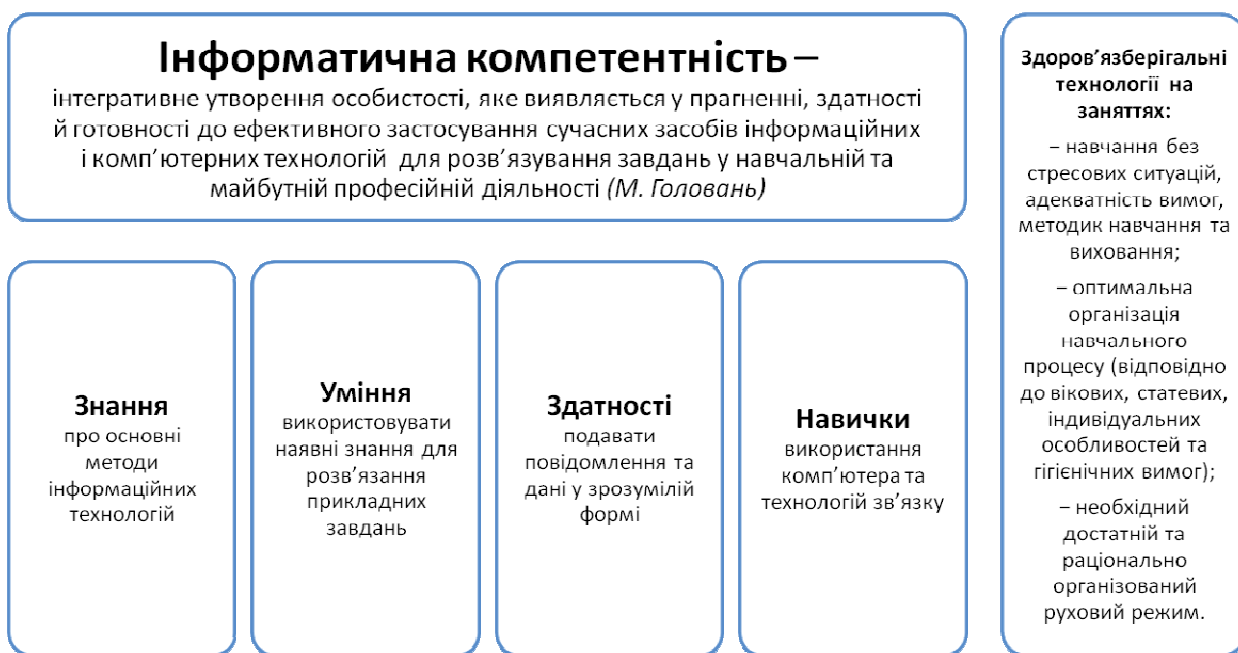 Інформатична компетентність –
інтегративне утворення особистості, яке виявляється у прагненні, здатності
й готовності до ефективного застосування сучасних засобів інформаційних
і комп’ютерних технологій для розв’язування завдань у навчальній та
майбутній професійній діяльності (М. Головань)
Знання
про основні
методи
інформаційних
технологій
Уміння
використовувати
наявні знання для
розв’язання
прикладних
завдань
Здатності
подавати
повідомлення та
дані у зрозумілій
формі
Навички
використання
комп’ютера та
технологій зв’язку
Здоров’язберігальні
технології на
заняттях:
– навчання без
стресових ситуацій,
адекватність вимог,
методик навчання та
виховання;
– оптимальна
організація
навчального
процесу (відповідно
до вікових, статевих,
індивідуальних
особливостей та
гігієнічних вимог);
– необхідний
достатній та
раціонально
організований
руховий режим.